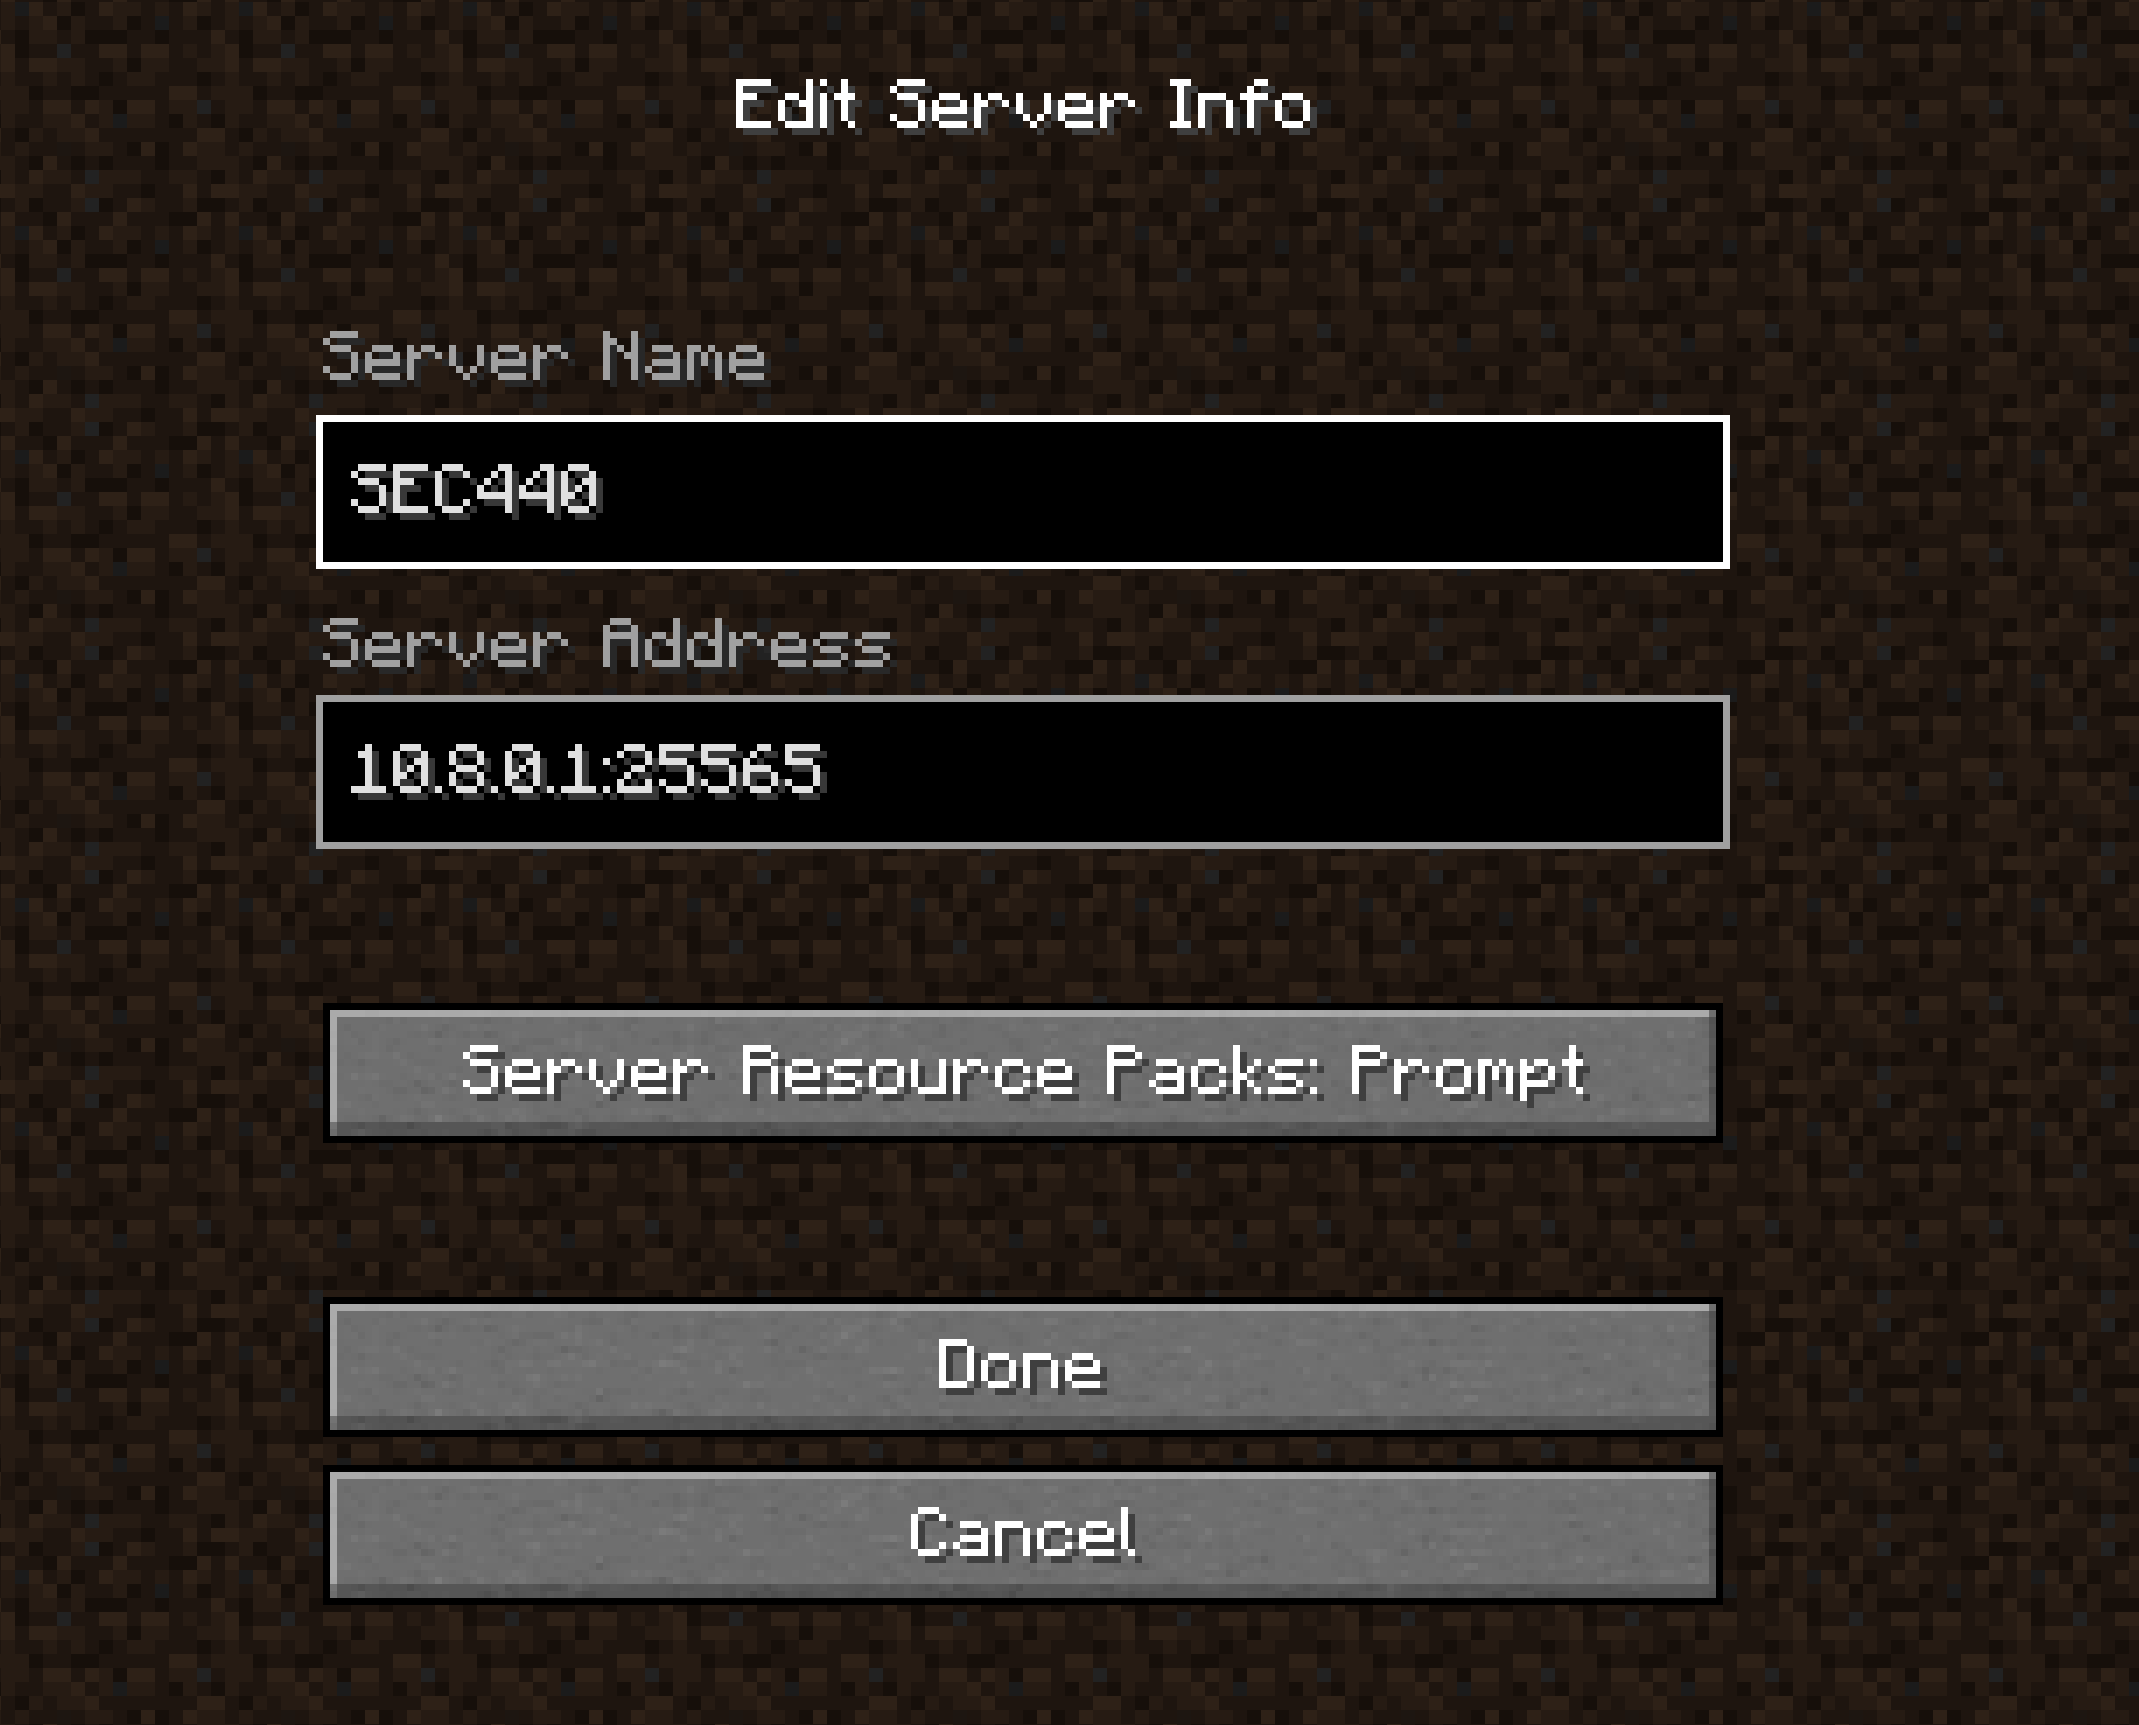 Edit Server Info
Server Name
SEC440
Server Address
10.8.0.1:25565
Server Resource Packs: Prompt
Done
Cancel